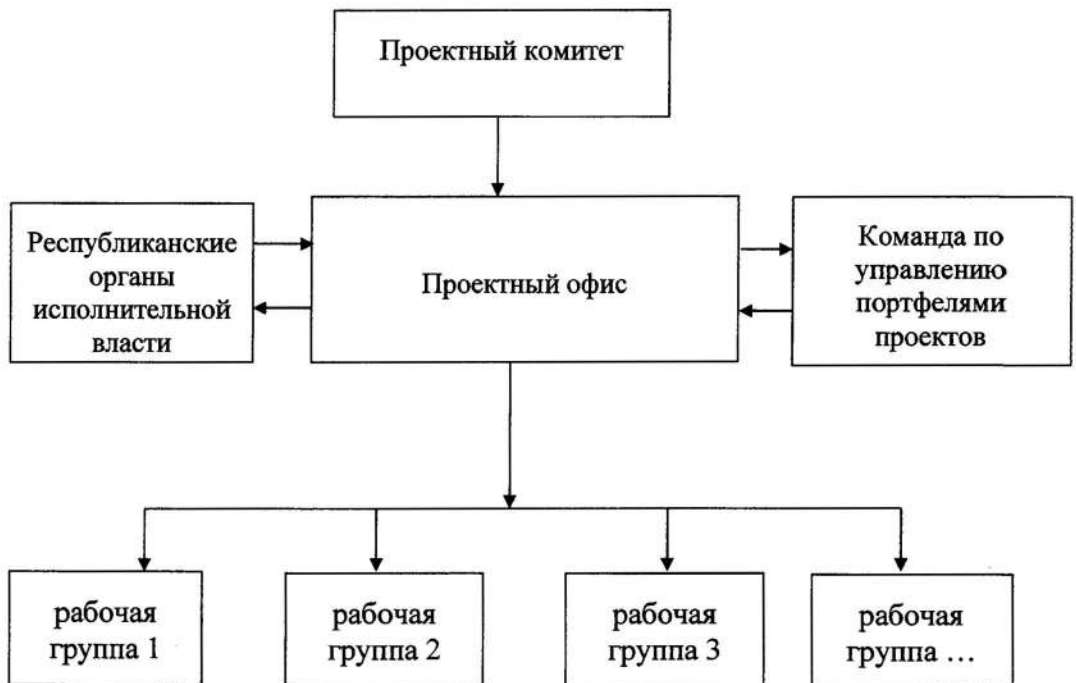 Проектный комитет
Республиканские
органы
исполнительной
власти
Проектный офис
Команда по
управлению
портфелями
проектов
рабочая
группа 1
рабочая
группа 2
рабочая
группа 3
рабочая
группа ...